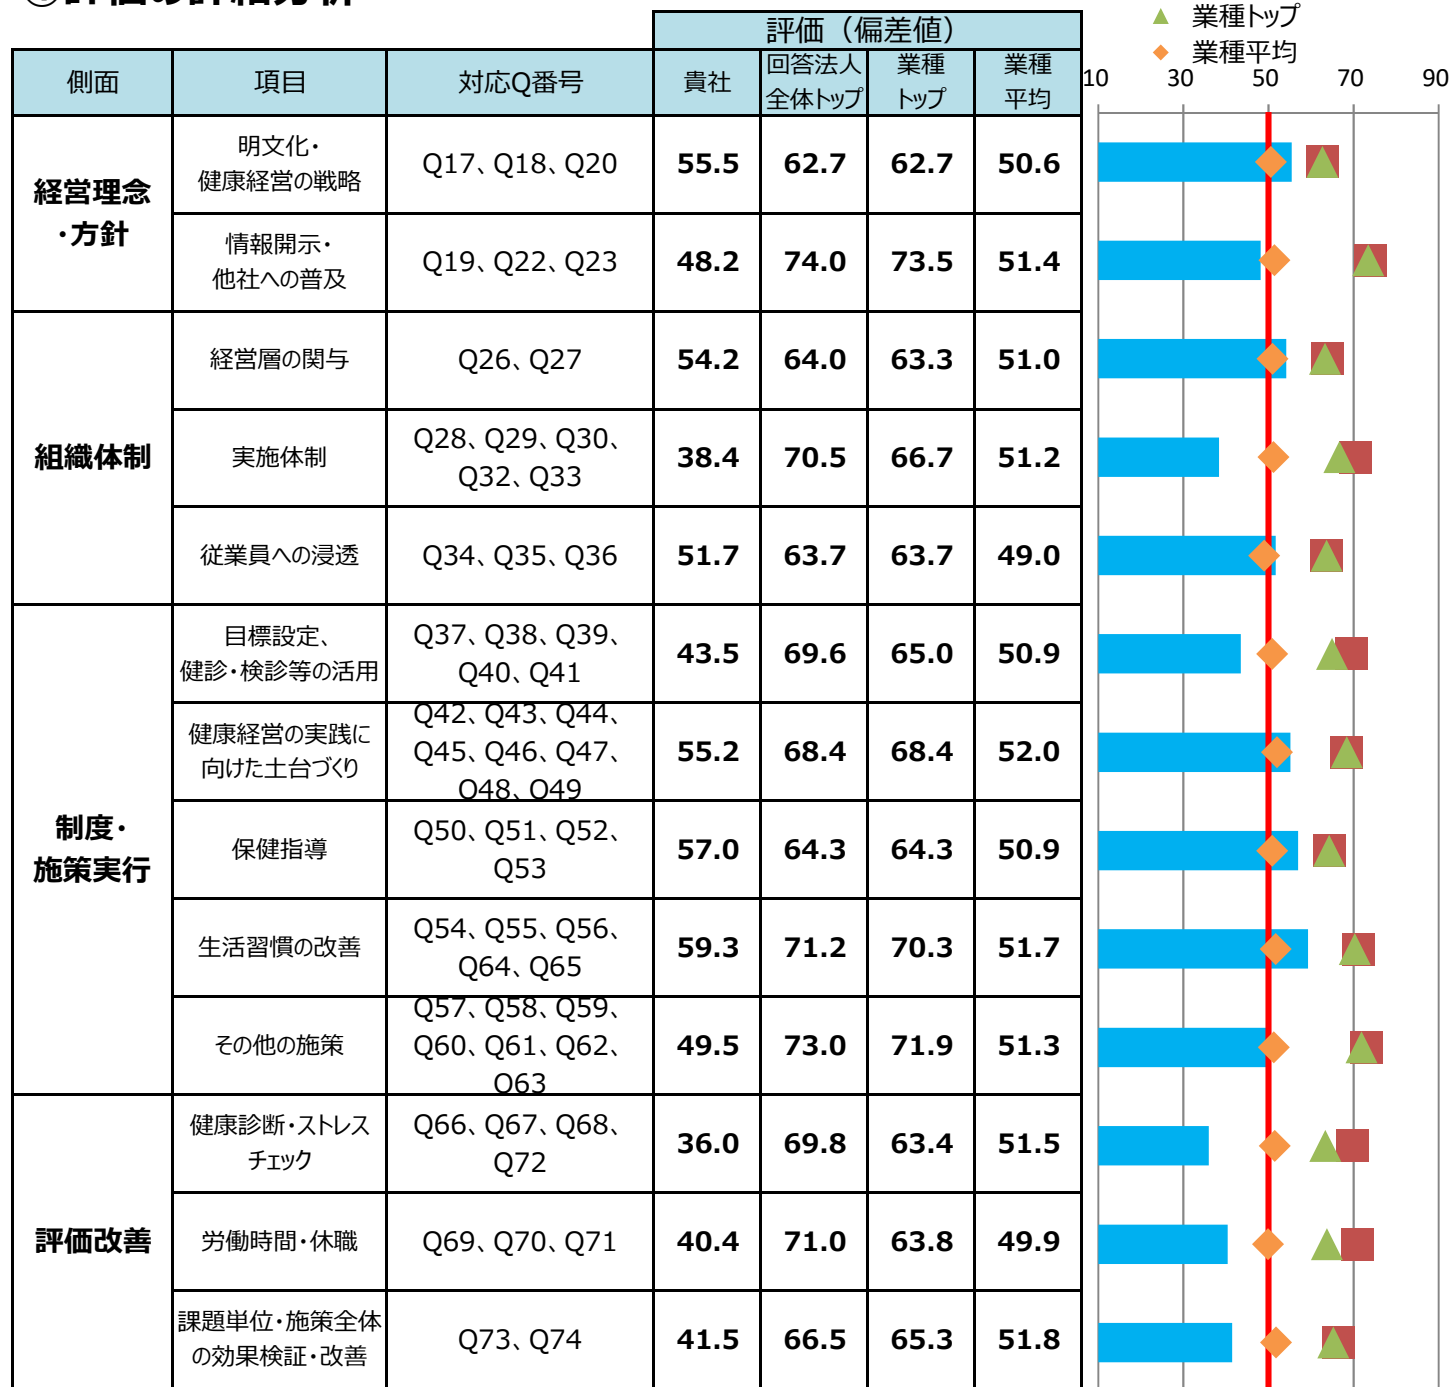 ①評価の詳細分析
▲ 業種トップ
◆ 業種平均
評価（偏差値）
側面 項目 対応Q番号 貴社 回答法人全体トップ 業種トップ 業種平均
10 30 50 70 90
経営理念・方針
明文化・健康経営の戦略 Q17、Q18、Q20 55.5 62.7 62.7 50.6
情報開示・他社への普及 Q19、Q22、Q23 48.2 74.0 73.5 51.4
組織体制
経営層の関与 Q26、Q27 54.2 64.0 63.3 51.0
実施体制 Q28、Q29、Q30、Q32、Q33 38.4 70.5 66.7 51.2
従業員への浸透 Q34、Q35、Q36 51.7 63.7 63.7 49.0
制度・施策実行
目標設定、健診・検診等の活用 Q37、Q38、Q39、Q40、Q41 43.5 69.6 65.0 50.9
健康経営の実践に向けた土台づくり Q42、Q43、Q44、Q45、Q46、Q47、Q48、Q49 55.2 68.4 68.4 52.0
保健指導 Q50、Q51、Q52、Q53 57.0 64.3 64.3 50.9
生活習慣の改善 Q54、Q55、Q56、Q64、Q65 59.3 71.2 70.3 51.7
その他の施策 Q57、Q58、Q59、Q60、Q61、Q62、Q63 49.5 73.0 71.9 51.3
評価改善
健康診断・ストレスチェック Q66、Q67、Q68、Q72 36.0 69.8 63.4 51.5
労働時間・休職 Q69、Q70、Q71 40.4 71.0 63.8 49.9
課題単位・施策全体の効果検証・改善 Q73、Q74 41.5 66.5 65.3 51.8